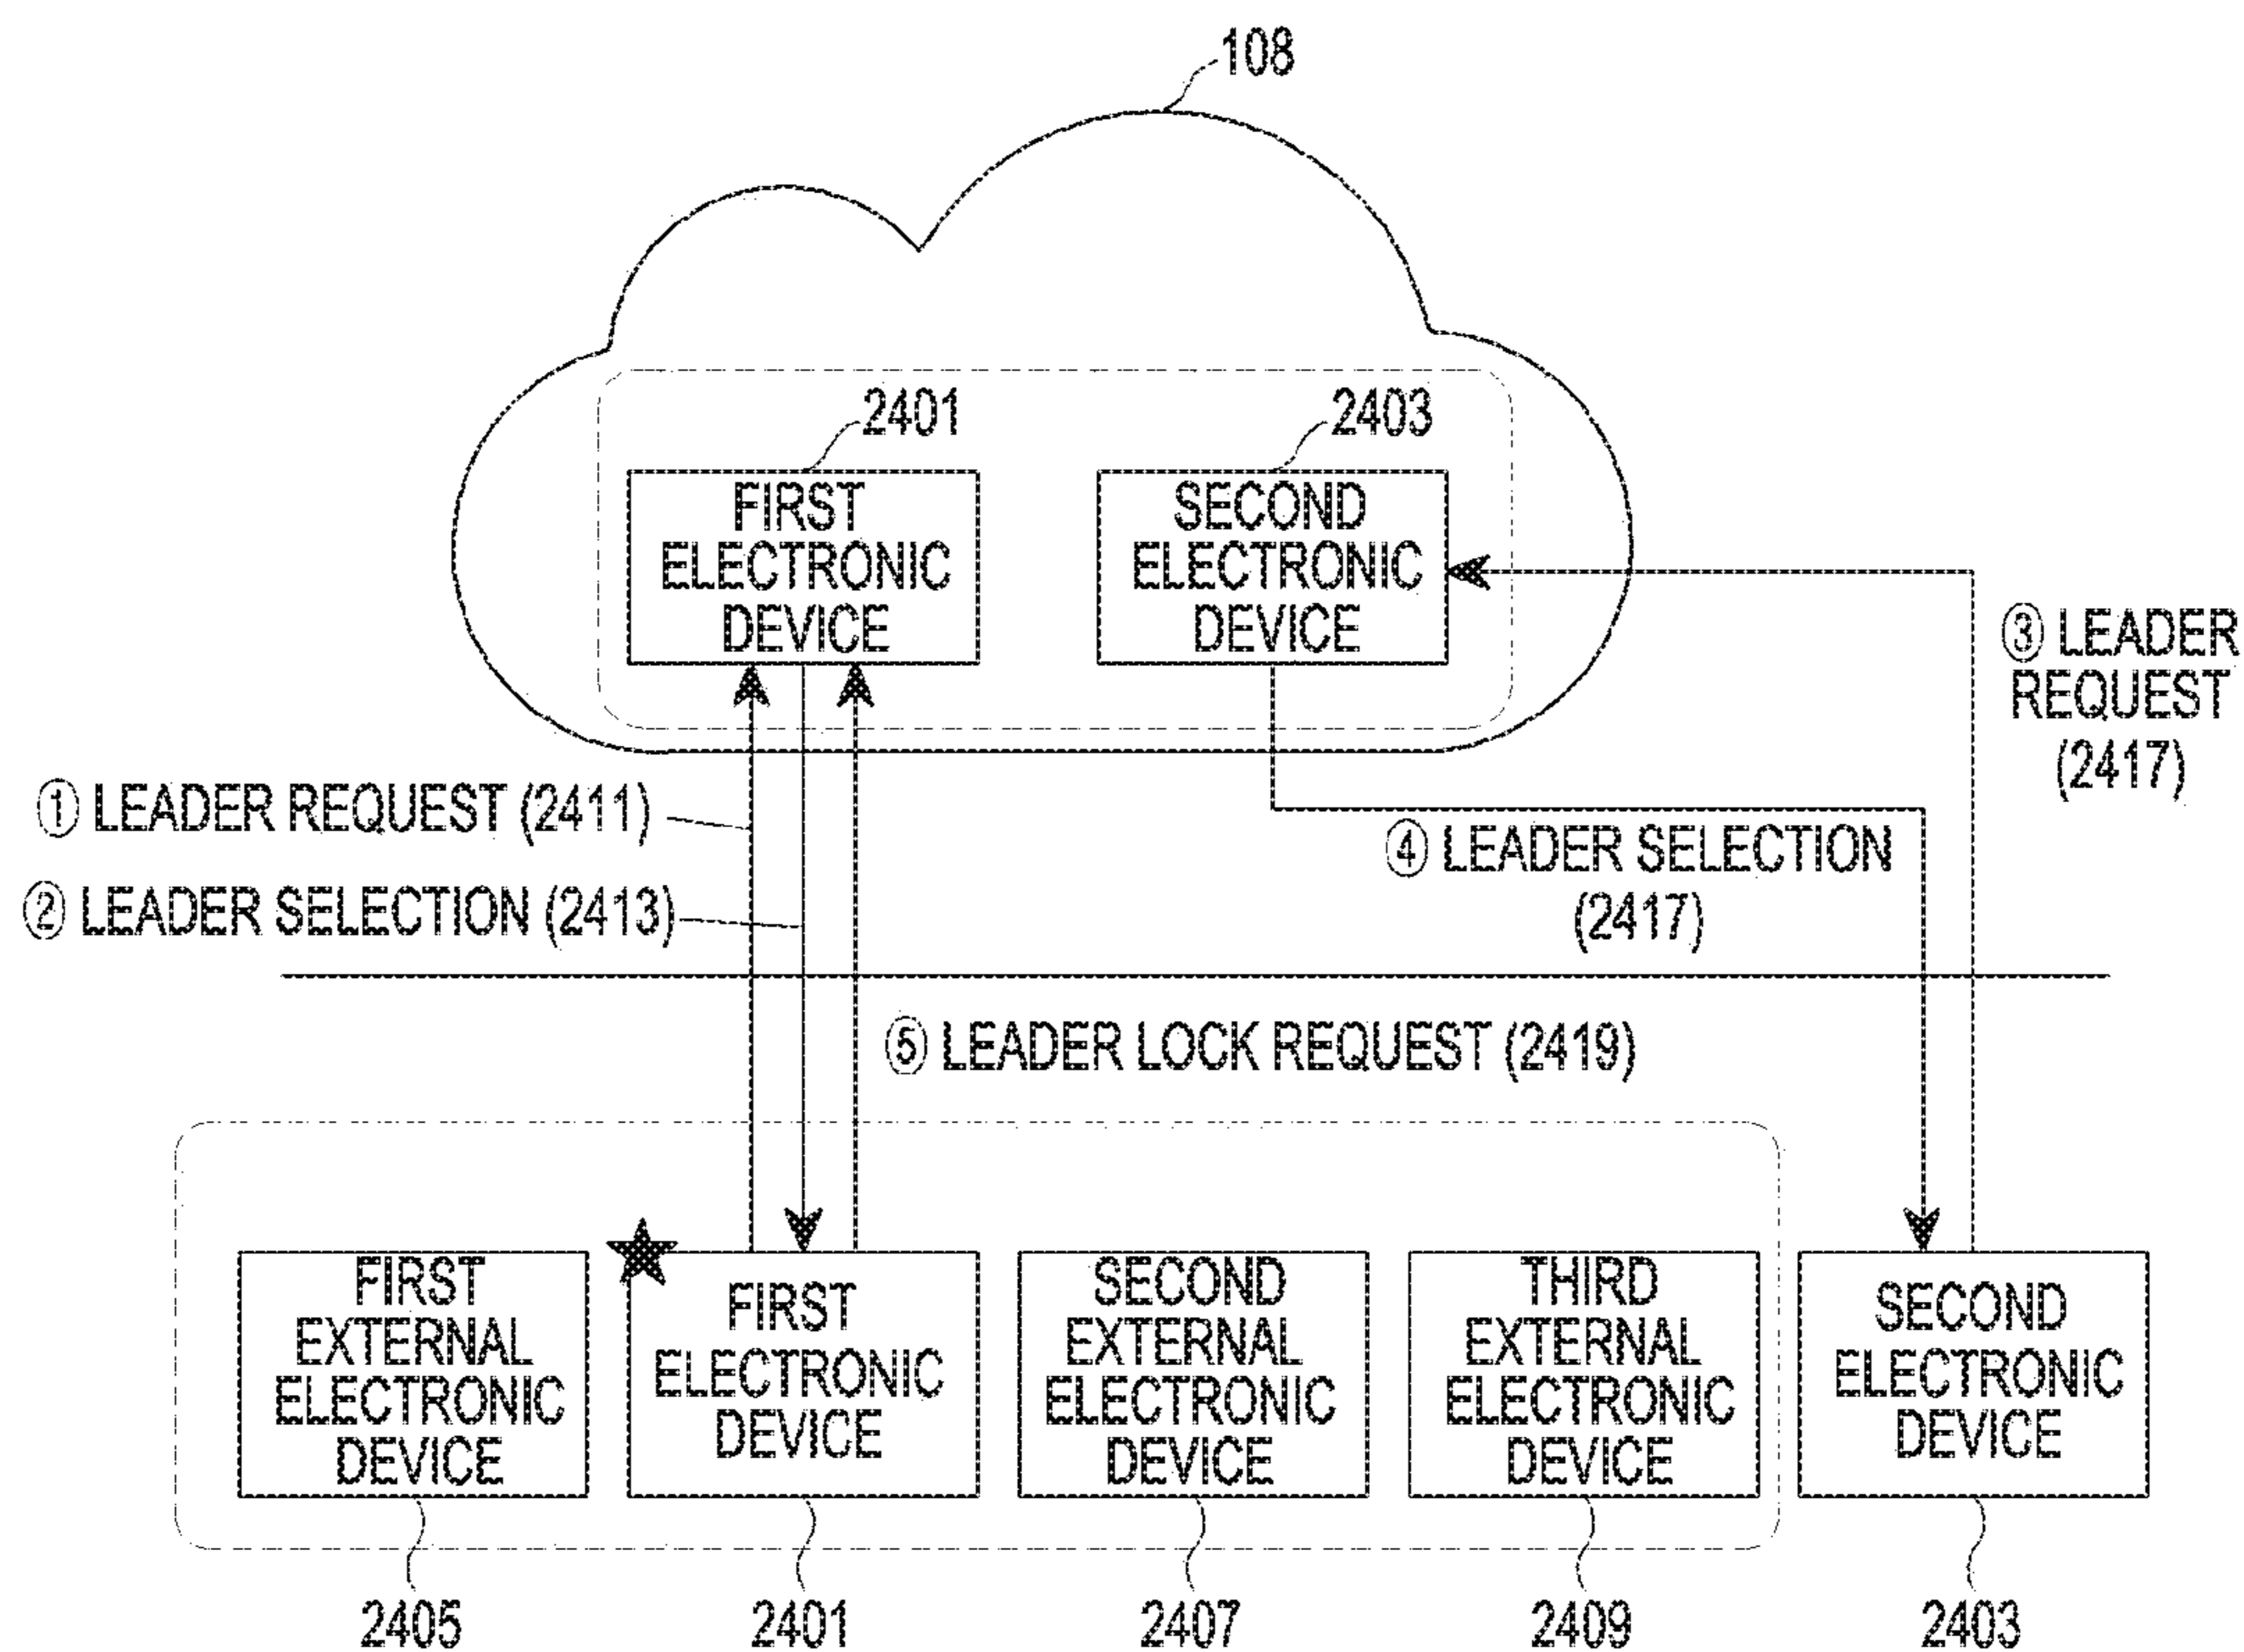 108
2401
2403
FIRST
ELECTRONIC
DEVICE
SECOND
ELECTRONIC
DEVICE
③ LEADER
REQUEST
(2417)
① LEADER REQUEST (2411)
④ LEADER SELECTION
(2417)
② LEADER SELECTION (2413)
⑤ LEADER LOCK REQUEST (2419)
FIRST
EXTERNAL
ELECTRONIC
DEVICE
FIRST
ELECTRONIC
DEVICE
SECOND
EXTERNAL
ELECTRONIC
DEVICE
THIRD
EXTERNAL
ELECTRONIC
DEVICE
SECOND
ELECTRONIC
DEVICE
2405
2401
2407
2409
2403